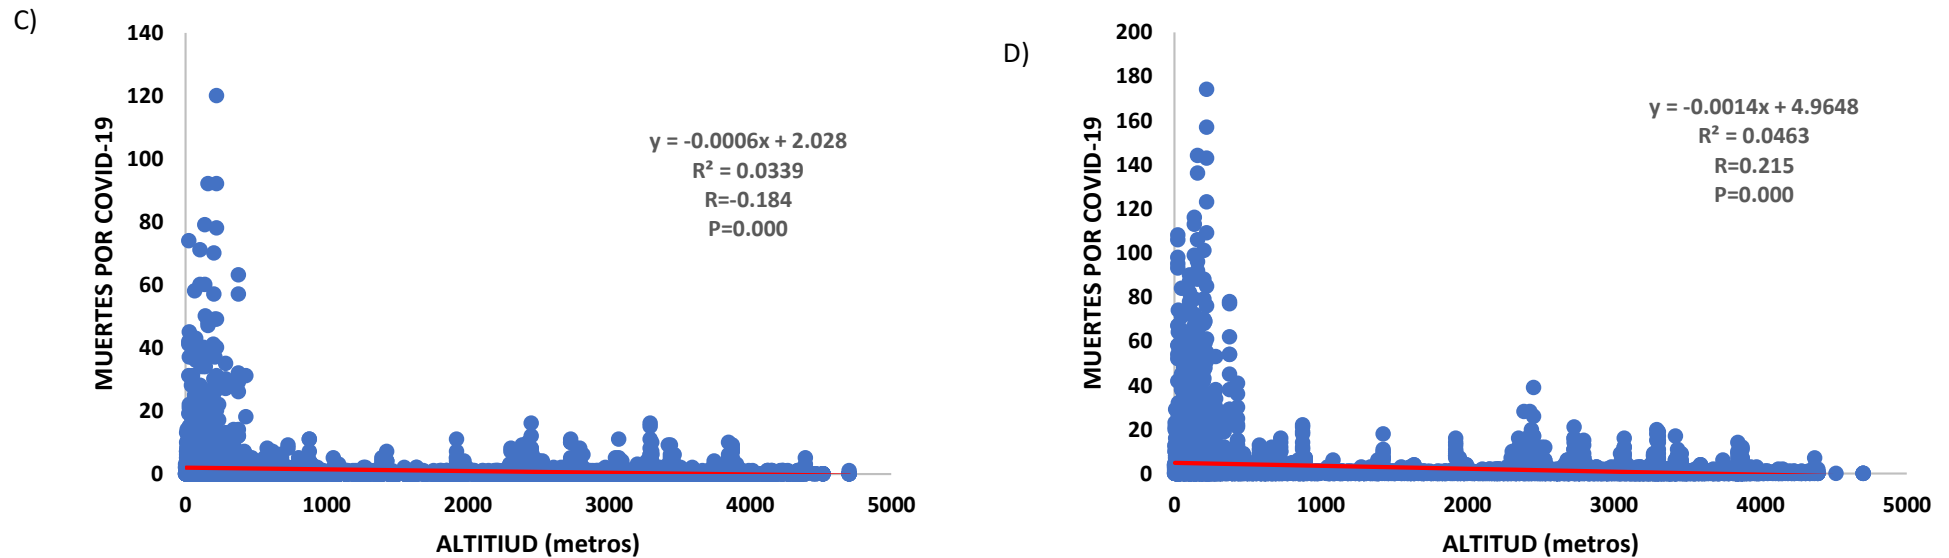 C)
MUERTES POR COVID-19
140
120
100
80
60
40
20
0
y = -0.0006x + 2.028
R² = 0.0339
R=-0.184
P=0.000
0 1000 2000 3000 4000 5000
ALTITIUD (metros)
D)
MUERTES POR COVID-19
200
180
160
140
120
100
80
60
40
20
0
y = -0.0014x + 4.9648
R² = 0.0463
R=0.215
P=0.000
0 1000 2000 3000 4000 5000
ALTITUD (metros)